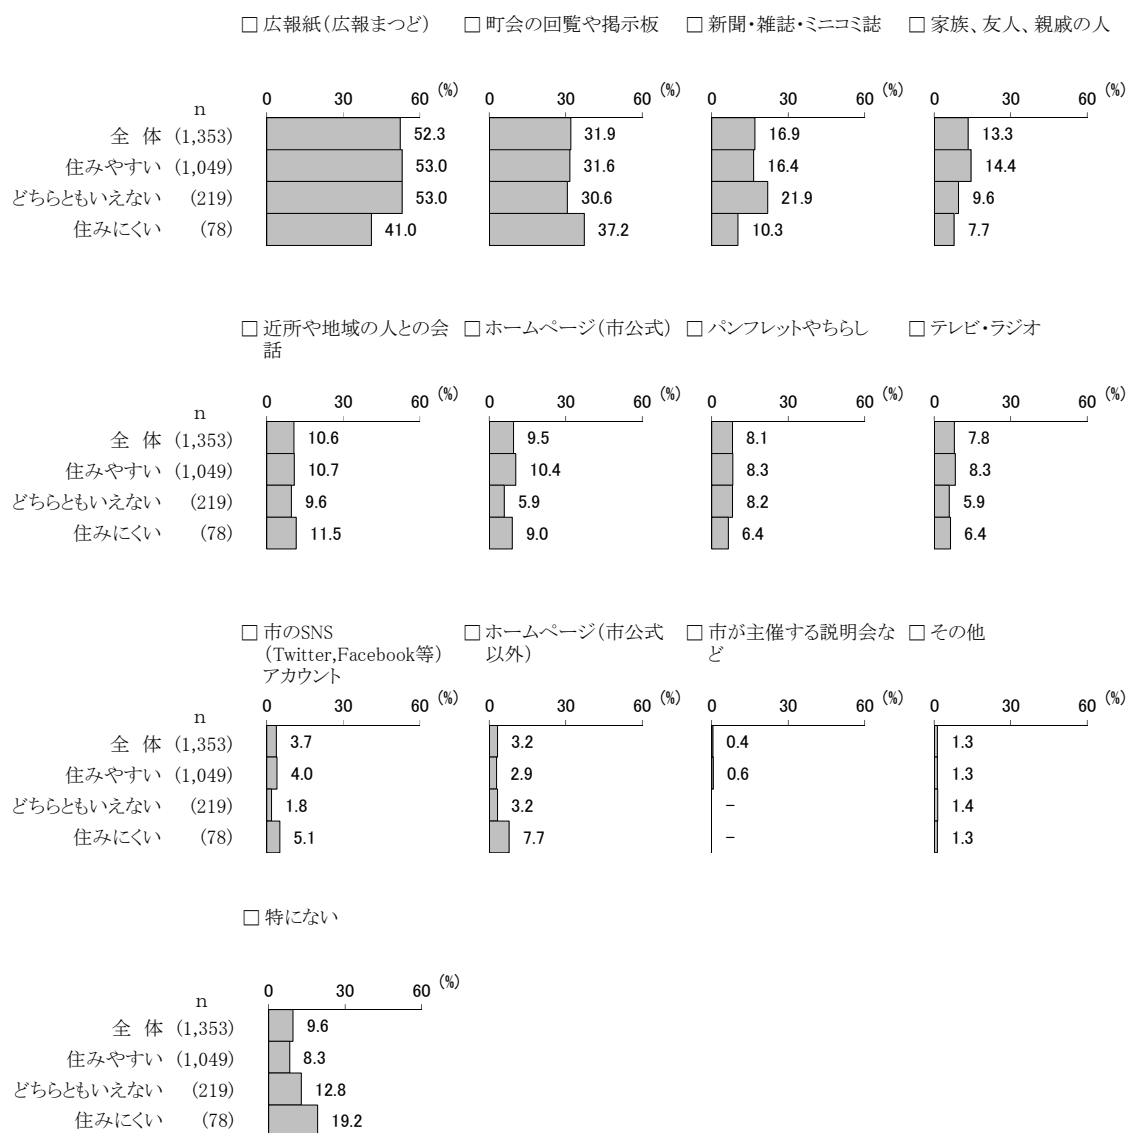 □ 広報紙（広報まつど） □ 町会の回覧や掲示板 □ 新聞・雑誌・ミニコミ誌 □ 家族、友人、親戚の人
0 30 60 (%) 0 30 60 (%) 0 30 60 (%) 0 30 60 (%)
n
全 体 (1,353) 52.3 31.9 16.9 13.3
住みやすい (1,049) 53.0 31.6 16.4 14.4
どちらともいえない (219) 53.0 30.6 21.9 9.6
住みにくい (78) 41.0 37.2 10.3 7.7
□ 近所や地域の人との会 □ ホームページ（市公式） □ パンフレットやちらし □ テレビ・ラジオ
話
0 30 60 (%) 0 30 60 (%) 0 30 60 (%) 0 30 60 (%)
n
全 体 (1,353) 10.6 9.5 8.1 7.8
住みやすい (1,049) 10.7 10.4 8.3 8.3
どちらともいえない (219) 9.6 5.9 8.2 5.9
住みにくい (78) 11.5 9.0 6.4 6.4
□ 市のSNS □ ホームページ（市公式 □ 市が主催する説明会な □ その他
（Twitter,Facebook等） 以外） ど
アカウント
0 30 60 (%) 0 30 60 (%) 0 30 60 (%) 0 30 60 (%)
n
全 体 (1,353) 3.7 3.2 0.4 1.3
住みやすい (1,049) 4.0 2.9 0.6 1.3
どちらともいえない (219) 1.8 3.2 － 1.4
住みにくい (78) 5.1 7.7 － 1.3
□ 特にない
0 30 60 (%)
n
全 体 (1,353) 9.6
住みやすい (1,049) 8.3
どちらともいえない (219) 12.8
住みにくい (78) 19.2